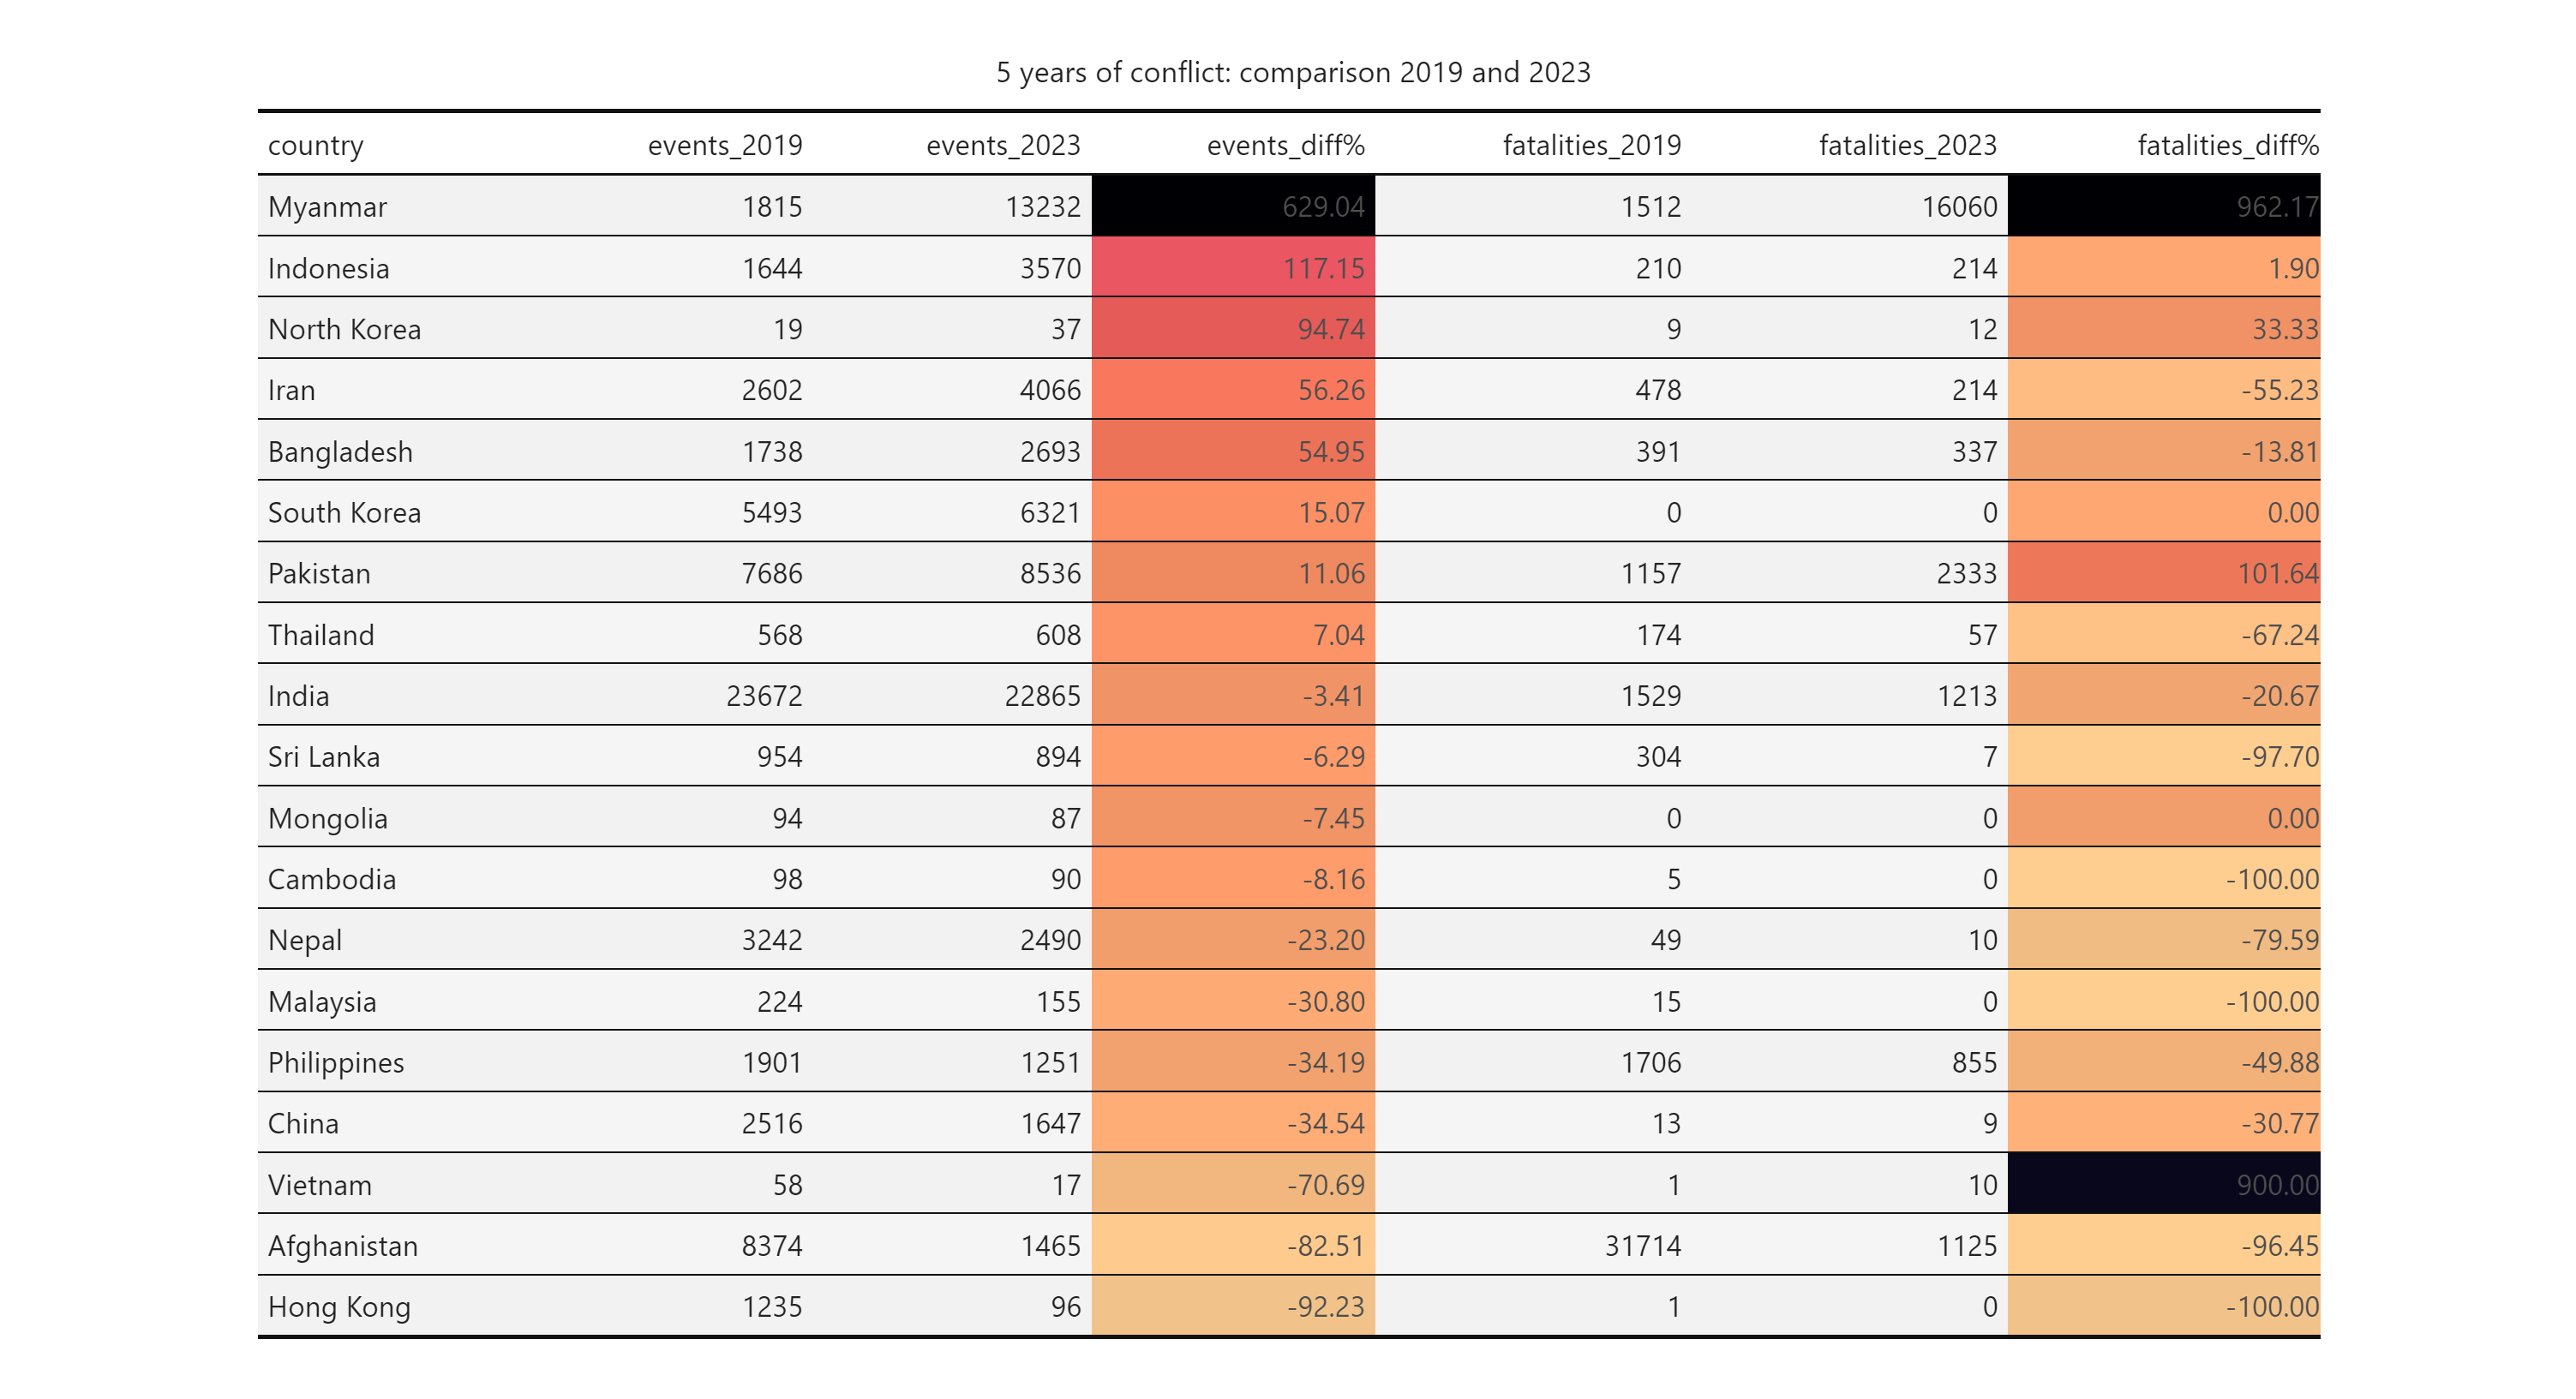 5 years of conflict: comparison 2019 and 2023
country events_2019 events_2023 events_diff% fatalities_2019 fatalities_2023 fatalities_diff%
Myanmar 1815 13232 629.04 1512 16060 962.17
Indonesia 1644 3570 117.15 210 214 1.90
North Korea 19 37 94.74 9 12 33.33
Iran 2602 4066 56.26 478 214 -55.23
Bangladesh 1738 2693 54.95 391 337 -13.81
South Korea 5493 6321 15.07 0 0 0.00
Pakistan 7686 8536 11.06 1157 2333 101.64
Thailand 568 608 7.04 174 57 -67.24
India 23672 22865 -3.41 1529 1213 -20.67
Sri Lanka 954 894 -6.29 304 7 -97.70
Mongolia 94 87 -7.45 0 0 0.00
Cambodia 98 90 -8.16 5 0 -100.00
Nepal 3242 2490 -23.20 49 10 -79.59
Malaysia 224 155 -30.80 15 0 -100.00
Philippines 1901 1251 -34.19 1706 855 -49.88
China 2516 1647 -34.54 13 9 -30.77
Vietnam 58 17 -70.69 1 10 900.00
Afghanistan 8374 1465 -82.51 31714 1125 -96.45
Hong Kong 1235 96 -92.23 1 0 -100.00